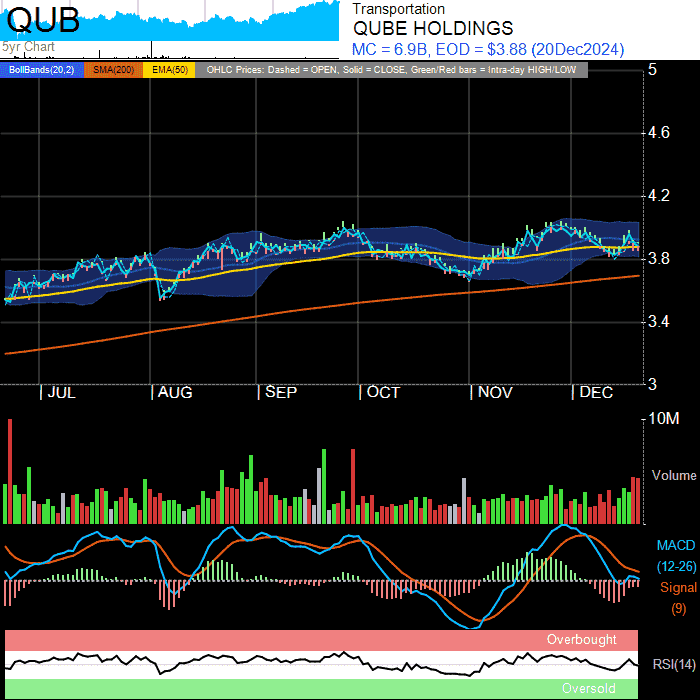 QUB
5yr Chart
Transportation
QUBE HOLDINGS
MC = 6.9B, EOD = $3.88 (20Dec2024)
BollBands(20,2) SMA(200) EMA(50) OHLC Prices: Dashed = OPEN, Solid = CLOSE, Green/Red bars = Intra-day HIGH/LOW
5
4.6
4.2
3.8
3.4
3
JUL AUG SEP OCT NOV DEC
10M
Volume
MACD
(12-26)
Signal
(9)
Overbought
RSI(14)
Oversold